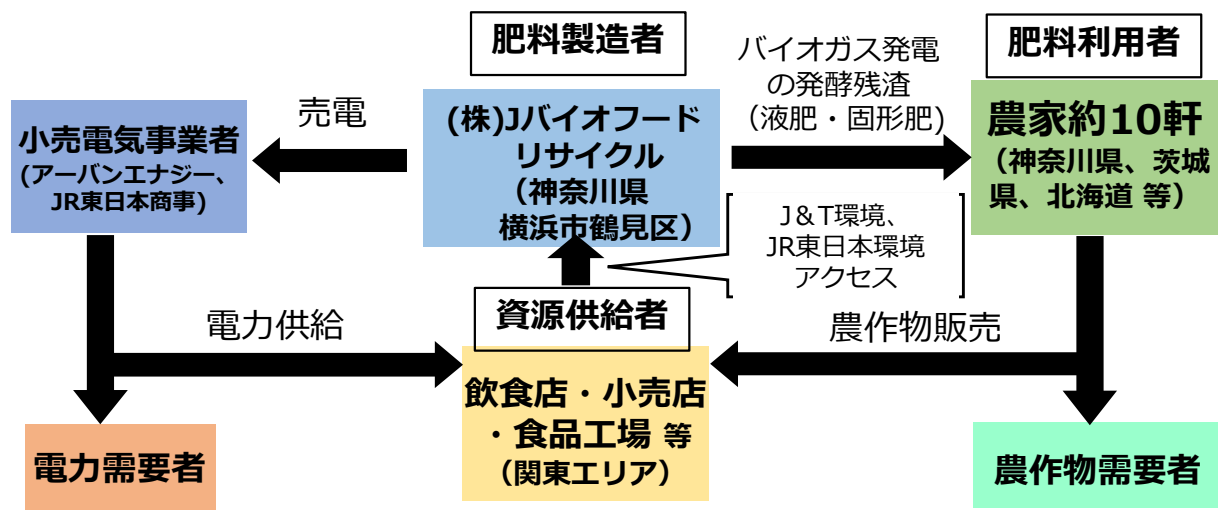 肥料製造者
肥料利用者
バイオガス発電
の発酵残渣
（液肥・固形肥）
売電
小売電気事業者
(アーバンエナジー、
JR東日本商事)
(株)Jバイオフード
リサイクル
（神奈川県
横浜市鶴見区）
農家約10軒
（神奈川県、茨城
県、北海道 等）
J＆T環境、
JR東日本環境
アクセス
資源供給者
電力供給
農作物販売
飲食店・小売店
・食品工場 等
（関東エリア）
電力需要者
農作物需要者